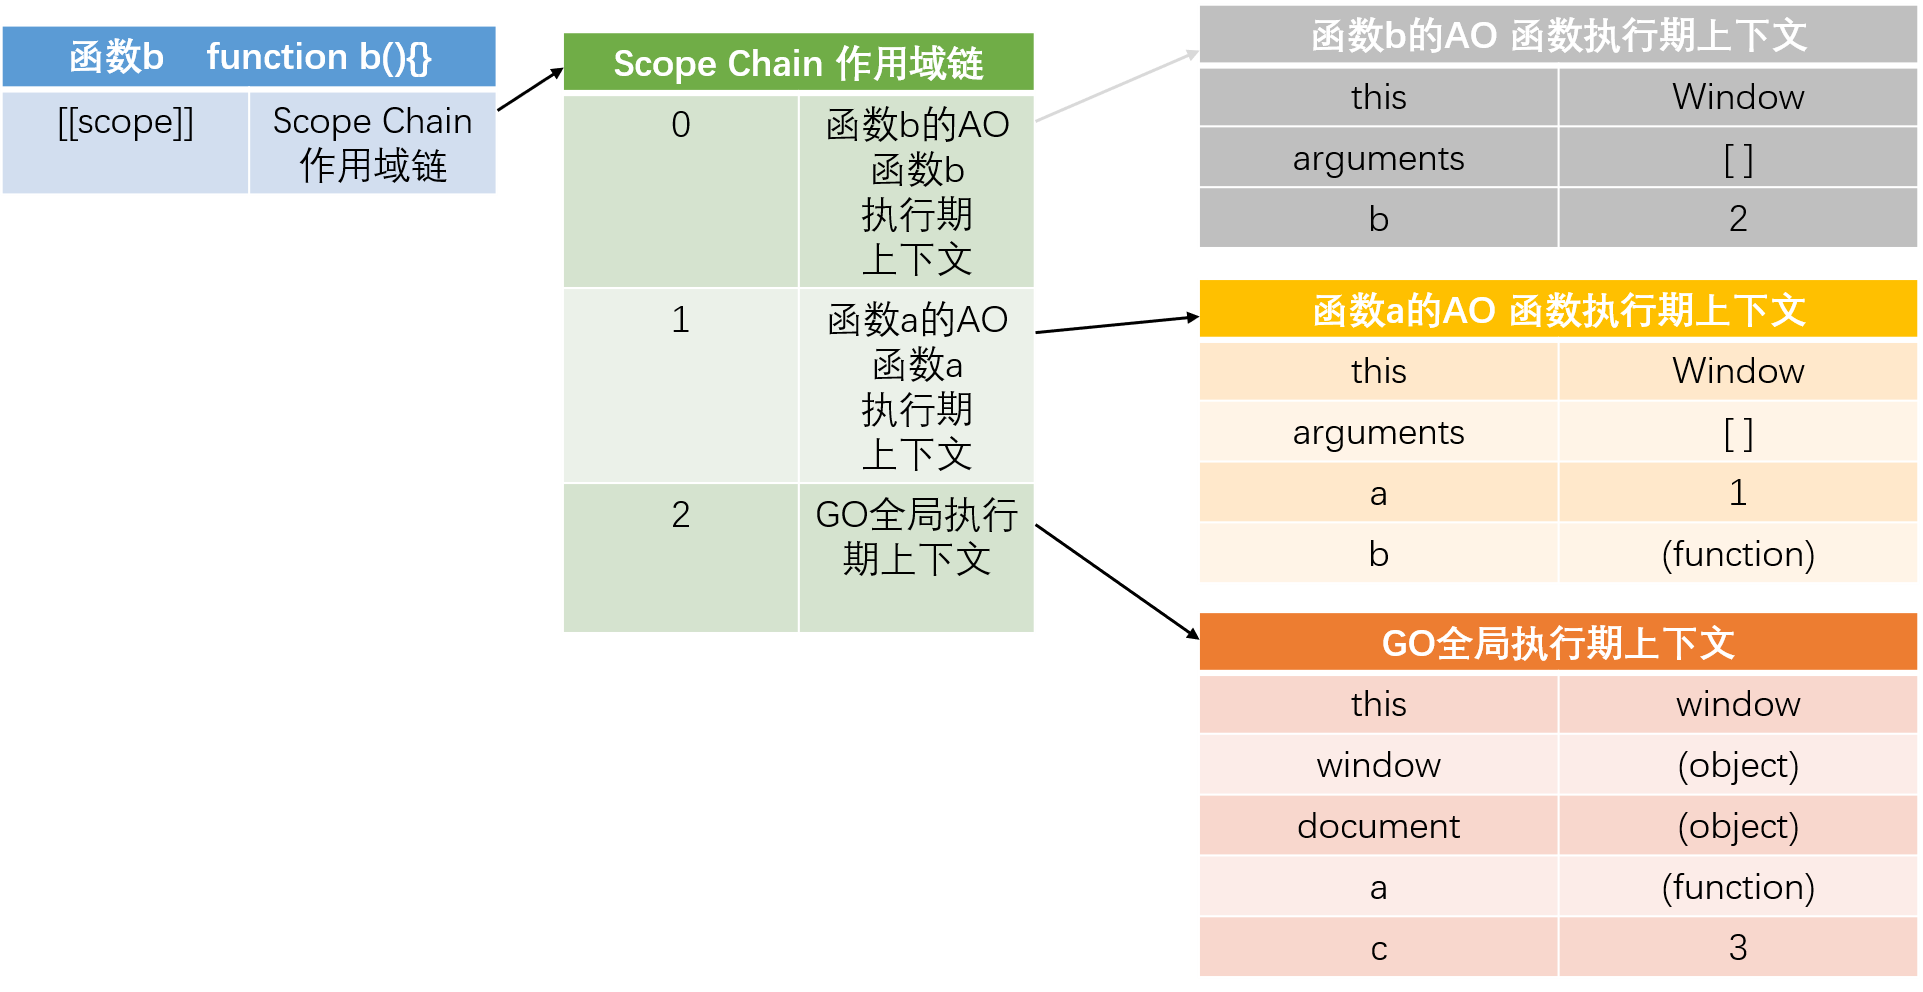 函数b function b(){}
[[scope]]
Scope Chain
作用域链
Scope Chain 作用域链
0
函数b的AO
函数b
执行期
上下文
1
函数a的AO
函数a
执行期
上下文
2
GO全局执行
期上下文
函数b的AO 函数执行期上下文
this Window
arguments [ ]
b 2
函数a的AO 函数执行期上下文
this Window
arguments [ ]
a 1
b (function)
GO全局执行期上下文
this window
window (object)
document (object)
a (function)
c 3